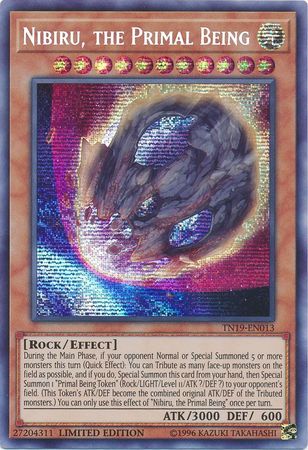 Nibiru, the Primal Being
TN19-EN013
[Rock/Effect]
During the Main Phase, if your opponent Normal or Special Summoned 5 or more
monsters this turn (Quick Effect): You can Tribute as many face-up monsters on the
field as possible, and if you do, Special Summon this card from your hand, then Special
Summon 1 "Primal Being Token" (Rock/LIGHT/Level 11/ATK ?/DEF ?) to your opponent's
field. (This Token's ATK/DEF become the combined original ATK/DEF of the Tributed
monsters.) You can only use this effect of "Nibiru, the Primal Being" once per turn.
ATK/3000 DEF/ 600
27204311 LIMITED EDITION ©1996 KAZUKI TAKAHASHI